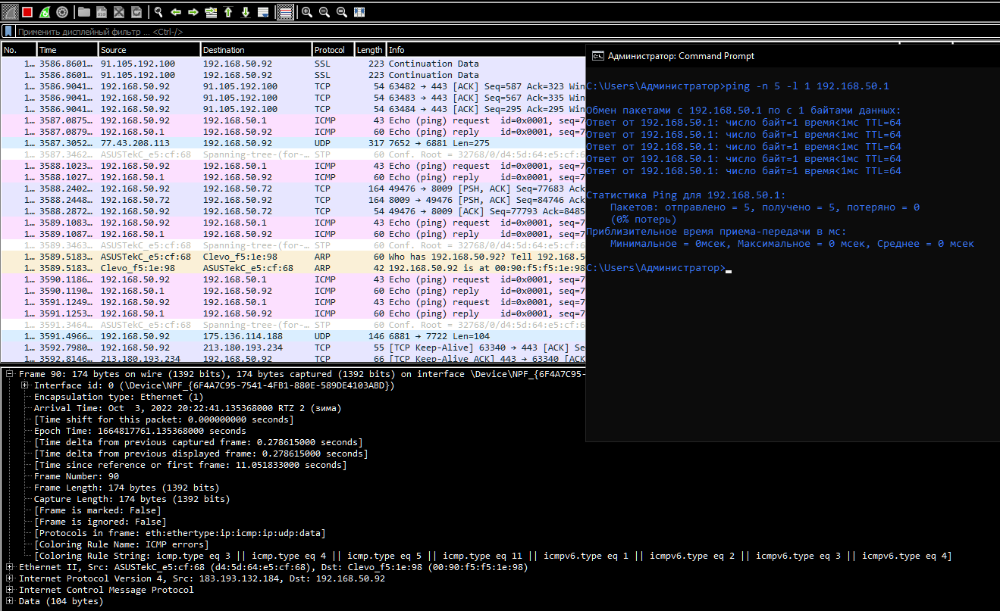 Применить дисплейный фильтр ... <Ctrl-/>
No. Time Source Destination Protocol Length Info
1… 3586.8601… 91.105.192.100 192.168.50.92 SSL 223 Continuation Data
1… 3586.8601… 91.105.192.100 192.168.50.92 SSL 223 Continuation Data
1… 3586.9041… 192.168.50.92 91.105.192.100 TCP 54 63482 → 443 [ACK] Seq=587 Ack=323 Win
1… 3586.9041… 192.168.50.92 91.105.192.100 TCP 54 63483 → 443 [ACK] Seq=567 Ack=335 Win
1… 3586.9041… 192.168.50.92 91.105.192.100 TCP 54 63484 → 443 [ACK] Seq=295 Ack=295 Win
1… 3587.0875… 192.168.50.92 192.168.50.1 ICMP 43 Echo (ping) request id=0x0001, seq=7
1… 3587.0879… 192.168.50.1 192.168.50.92 ICMP 60 Echo (ping) reply id=0x0001, seq=7
1… 3587.3052… 77.43.208.113 192.168.50.92 UDP 317 7652 → 6881 Len=275
1… 3587.3462… ASUSTekC_e5:cf:68 Spanning-tree-(for-… STP 60 Conf. Root = 32768/0/d4:5d:64:e5:cf:6
1… 3588.1023… 192.168.50.92 192.168.50.1 ICMP 43 Echo (ping) request id=0x0001, seq=7
1… 3588.1027… 192.168.50.1 192.168.50.92 ICMP 60 Echo (ping) reply id=0x0001, seq=7
1… 3588.2402… 192.168.50.92 192.168.50.72 TCP 164 49476 → 8009 [PSH, ACK] Seq=77683 Ack
1… 3588.2448… 192.168.50.72 192.168.50.92 TCP 164 8009 → 49476 [PSH, ACK] Seq=84746 Ack
1… 3588.2872… 192.168.50.92 192.168.50.72 TCP 54 49476 → 8009 [ACK] Seq=77793 Ack=8485
1… 3589.1083… 192.168.50.92 192.168.50.1 ICMP 43 Echo (ping) request id=0x0001, seq=7
1… 3589.1087… 192.168.50.1 192.168.50.92 ICMP 60 Echo (ping) reply id=0x0001, seq=7
1… 3589.3463… ASUSTekC_e5:cf:68 Spanning-tree-(for-… STP 60 Conf. Root = 32768/0/d4:5d:64:e5:cf:6
1… 3589.5183… ASUSTekC_e5:cf:68 Clevo_f5:1e:98 ARP 60 Who has 192.168.50.92? Tell 192.168.5
1… 3589.5183… Clevo_f5:1e:98 ASUSTekC_e5:cf:68 ARP 42 192.168.50.92 is at 00:90:f5:f5:1e:98
1… 3590.1186… 192.168.50.92 192.168.50.1 ICMP 43 Echo (ping) request id=0x0001, seq=7
1… 3590.1190… 192.168.50.1 192.168.50.92 ICMP 60 Echo (ping) reply id=0x0001, seq=7
1… 3591.1249… 192.168.50.92 192.168.50.1 ICMP 43 Echo (ping) request id=0x0001, seq=7
1… 3591.1253… 192.168.50.1 192.168.50.92 ICMP 60 Echo (ping) reply id=0x0001, seq=7
1… 3591.3464… ASUSTekC_e5:cf:68 Spanning-tree-(for-… STP 60 Conf. Root = 32768/0/d4:5d:64:e5:cf:6
1… 3591.4966… 192.168.50.92 175.136.114.188 UDP 146 6881 → 7722 Len=104
1… 3592.7980… 192.168.50.92 213.180.193.234 TCP 55 [TCP Keep-Alive] 63340 → 443 [ACK] Se
1… 3592.8146… 213.180.193.234 192.168.50.92 TCP 66 [TCP Keep-Alive ACK] 443 → 63340 [ACK
Администратор: Command Prompt
C:\Users\Администратор>ping -n 5 -l 1 192.168.50.1
Обмен пакетами с 192.168.50.1 по с 1 байтами данных:
Ответ от 192.168.50.1: число байт=1 время<1мс TTL=64
Ответ от 192.168.50.1: число байт=1 время<1мс TTL=64
Ответ от 192.168.50.1: число байт=1 время<1мс TTL=64
Ответ от 192.168.50.1: число байт=1 время<1мс TTL=64
Ответ от 192.168.50.1: число байт=1 время<1мс TTL=64
Статистика Ping для 192.168.50.1:
Пакетов: отправлено = 5, получено = 5, потеряно = 0
(0% потерь)
Приблизительное время приема-передачи в мс:
Минимальное = 0мсек, Максимальное = 0 мсек, Среднее = 0 мсек
C:\Users\Администратор>
Frame 90: 174 bytes on wire (1392 bits), 174 bytes captured (1392 bits) on interface \Device\NPF_{6F4A7C95-
Interface id: 0 (\Device\NPF_{6F4A7C95-7541-4FB1-880E-589DE4103ABD})
Encapsulation type: Ethernet (1)
Arrival Time: Oct 3, 2022 20:22:41.135368000 RTZ 2 (зима)
[Time shift for this packet: 0.000000000 seconds]
Epoch Time: 1664817761.135368000 seconds
[Time delta from previous captured frame: 0.278615000 seconds]
[Time delta from previous displayed frame: 0.278615000 seconds]
[Time since reference or first frame: 11.051833000 seconds]
Frame Number: 90
Frame Length: 174 bytes (1392 bits)
Capture Length: 174 bytes (1392 bits)
[Frame is marked: False]
[Frame is ignored: False]
[Protocols in frame: eth:ethertype:ip:icmp:ip:udp:data]
[Coloring Rule Name: ICMP errors]
[Coloring Rule String: icmp.type eq 3 || icmp.type eq 4 || icmp.type eq 5 || icmp.type eq 11 || icmpv6.type eq 1 || icmpv6.type eq 2 || icmpv6.type eq 3 || icmpv6.type eq 4]
Ethernet II, Src: ASUSTekC_e5:cf:68 (d4:5d:64:e5:cf:68), Dst: Clevo_f5:1e:98 (00:90:f5:f5:1e:98)
Internet Protocol Version 4, Src: 183.193.132.184, Dst: 192.168.50.92
Internet Control Message Protocol
Data (104 bytes)